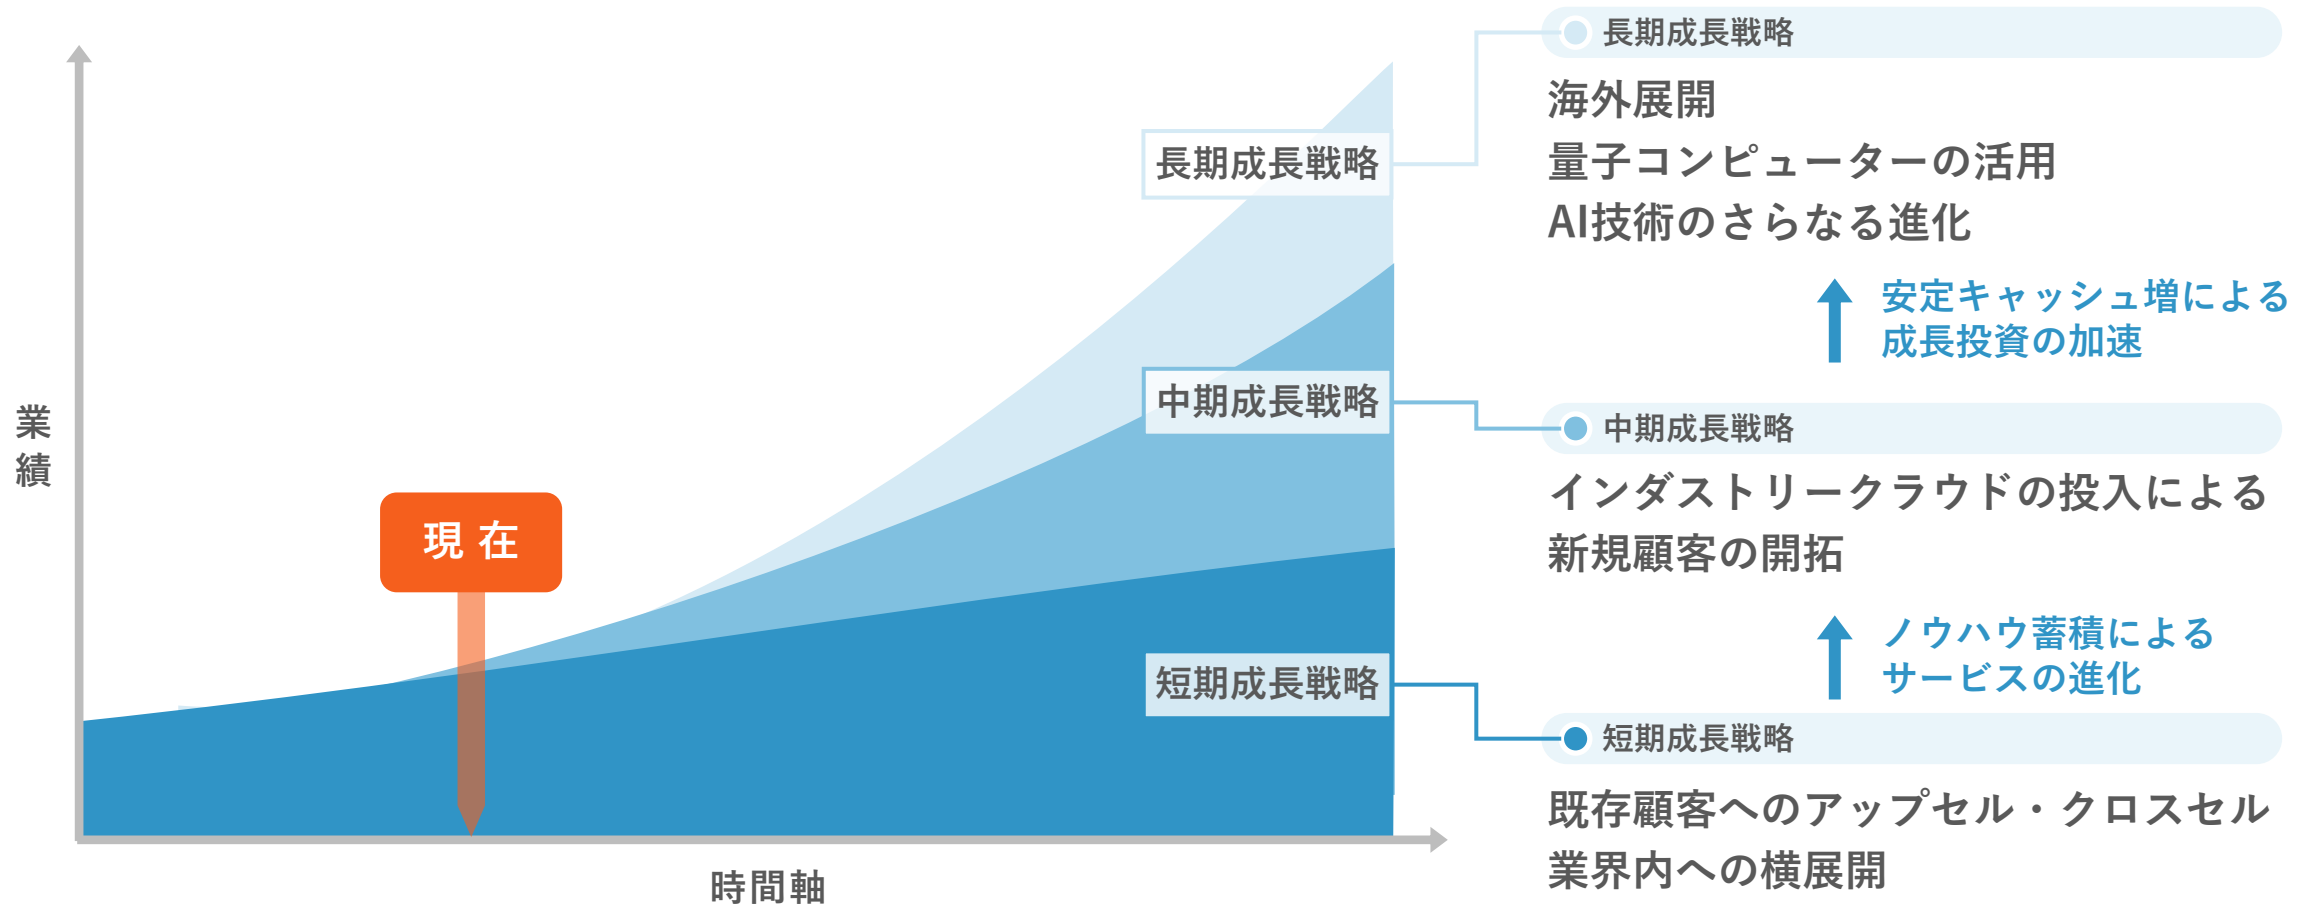 業績
現在
時間軸
長期成長戦略
中期成長戦略
短期成長戦略
長期成長戦略
海外展開
量子コンピューターの活用
AI技術のさらなる進化
安定キャッシュ増による
成長投資の加速
中期成長戦略
インダストリークラウドの投入による
新規顧客の開拓
ノウハウ蓄積による
サービスの進化
短期成長戦略
既存顧客へのアップセル・クロスセル
業界内への横展開